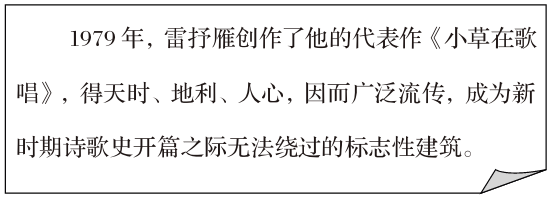 1979 年，雷抒雁创作了他的代表作《小草在歌
唱》，得天时、地利、人心，因而广泛流传，成为新
时期诗歌史开篇之际无法绕过的标志性建筑。